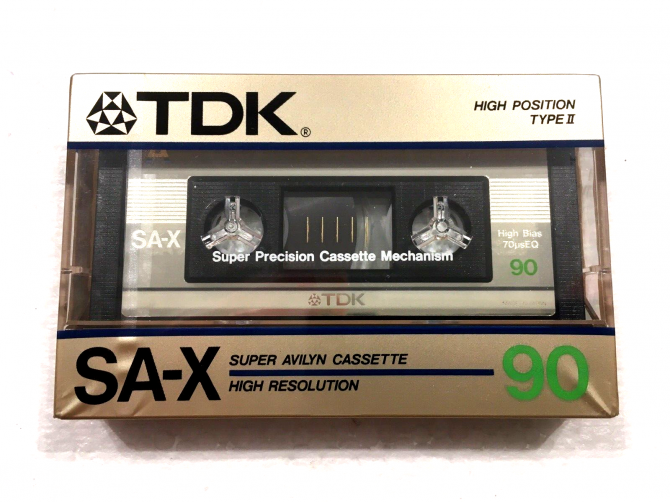 TDK®
HIGH POSITION
TYPE II
SA-X
High Bias
70μsEQ
90
Super Precision Cassette Mechanism
TDK
SA-X
SUPER AVILYN CASSETTE
HIGH RESOLUTION
90